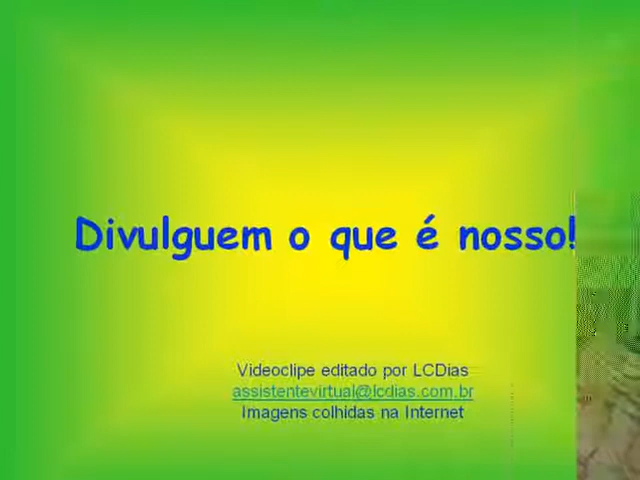 Divulguem o que é nosso!
Videoclipe editado por LCDias
assistentevirtual@lcdias.com.br
Imagens colhidas na Internet